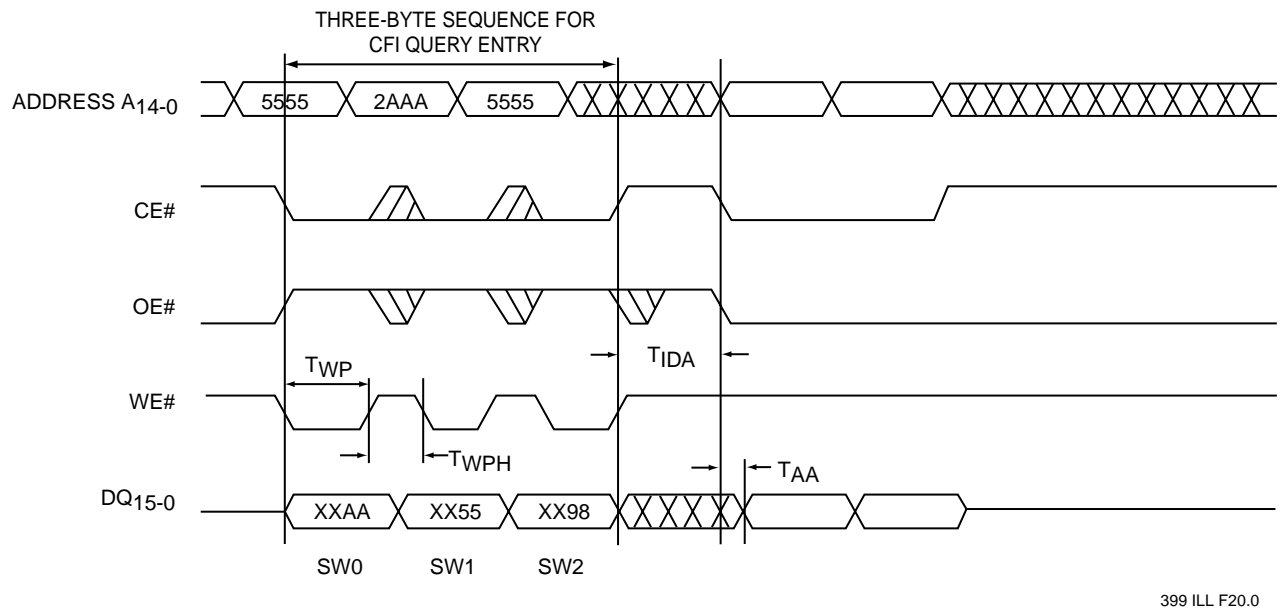 THREE-BYTE SEQUENCE FOR
CFI QUERY ENTRY
ADDRESS A14-0
5555
2AAA
5555
CE#
OE#
TWP
TIDA
WE#
TWPH
TAA
DQ15-0
XXAA
XX55
XX98
SW0
SW1
SW2
399 ILL F20.0